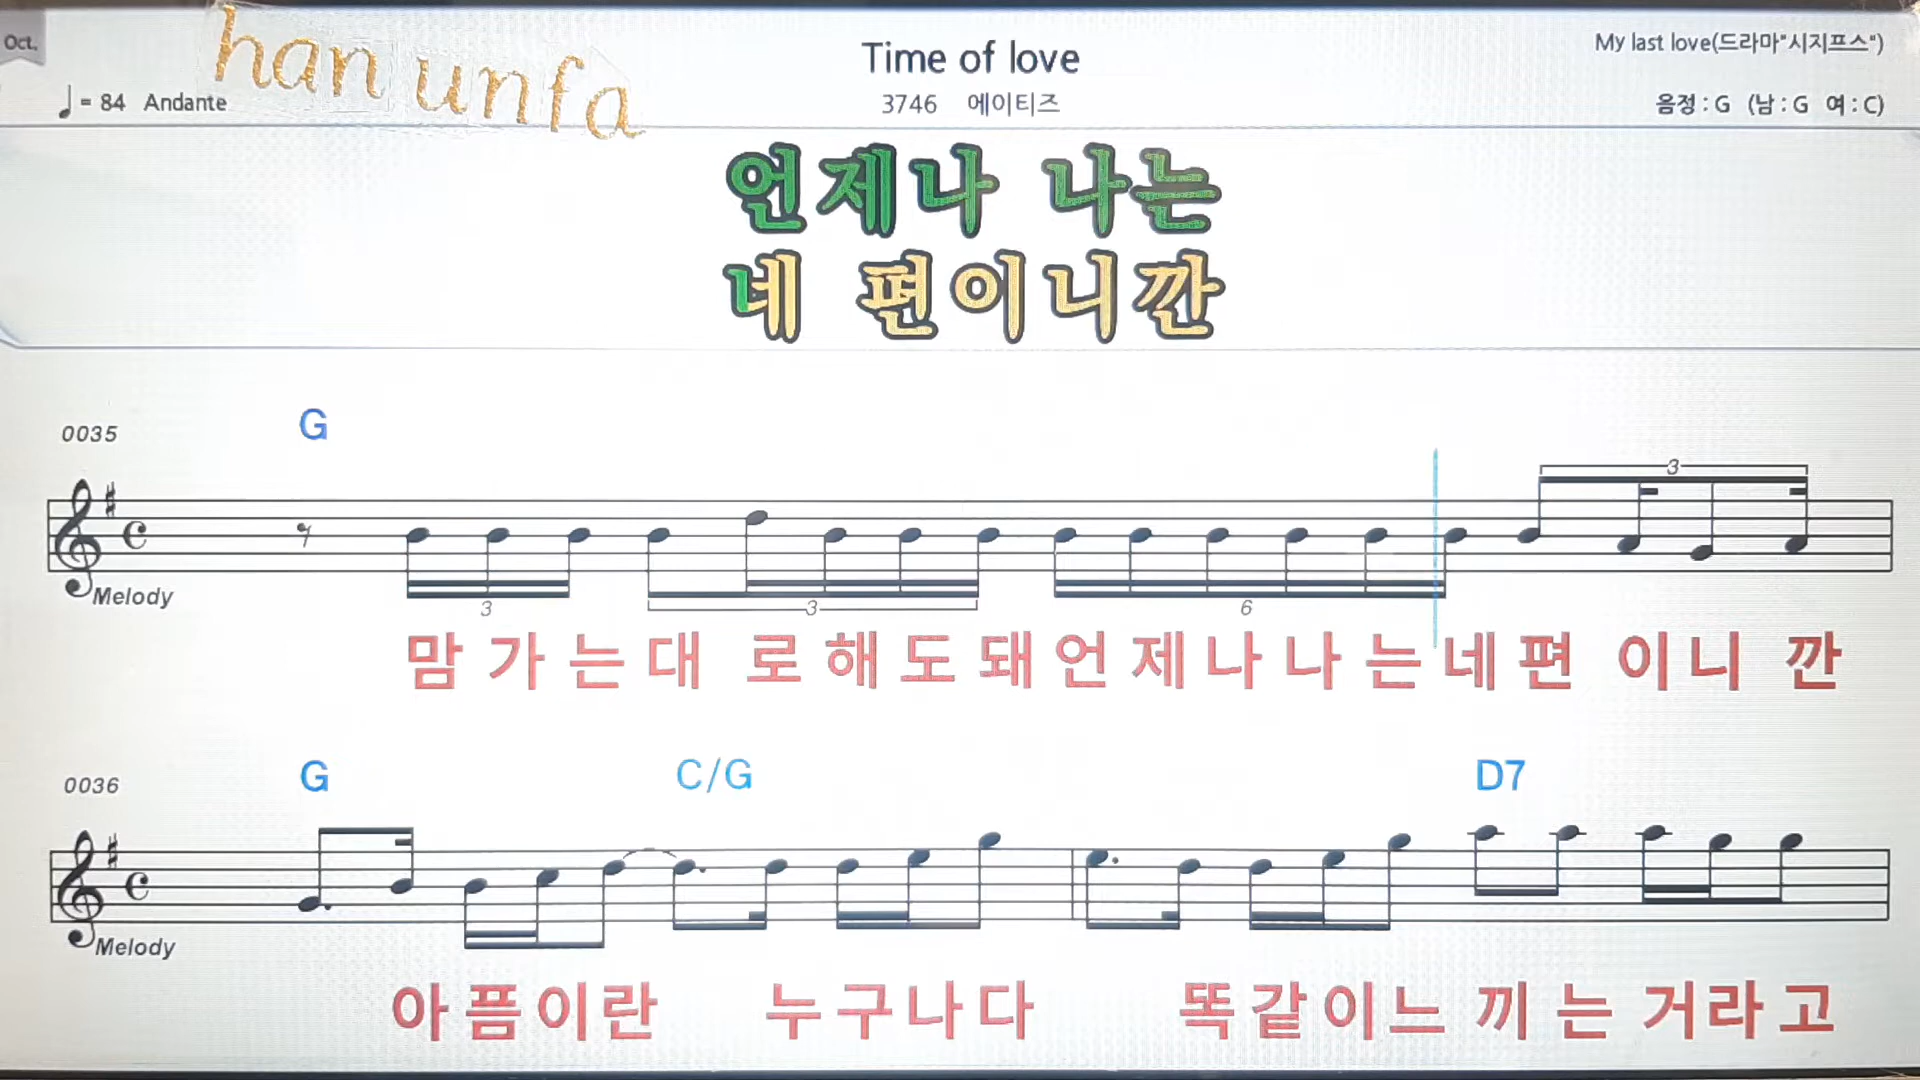 Oct.
han unfa
Time of love
My last love(드라마"시지프스")
♩= 84 Andante
3746 에이티즈
음정 : G (남 : G 여 : C)
언제나 나는
네 편이니깐
0035
G
3
Melody
3
3
6
맘 가 는 대 로 해 도 돼 언 제 나 나 는 네 편 이 니 깐
0036
G C/G D7
Melody
아 픔 이 란 누 구 나 다 똑 같 이 느 끼 는 거 라 고